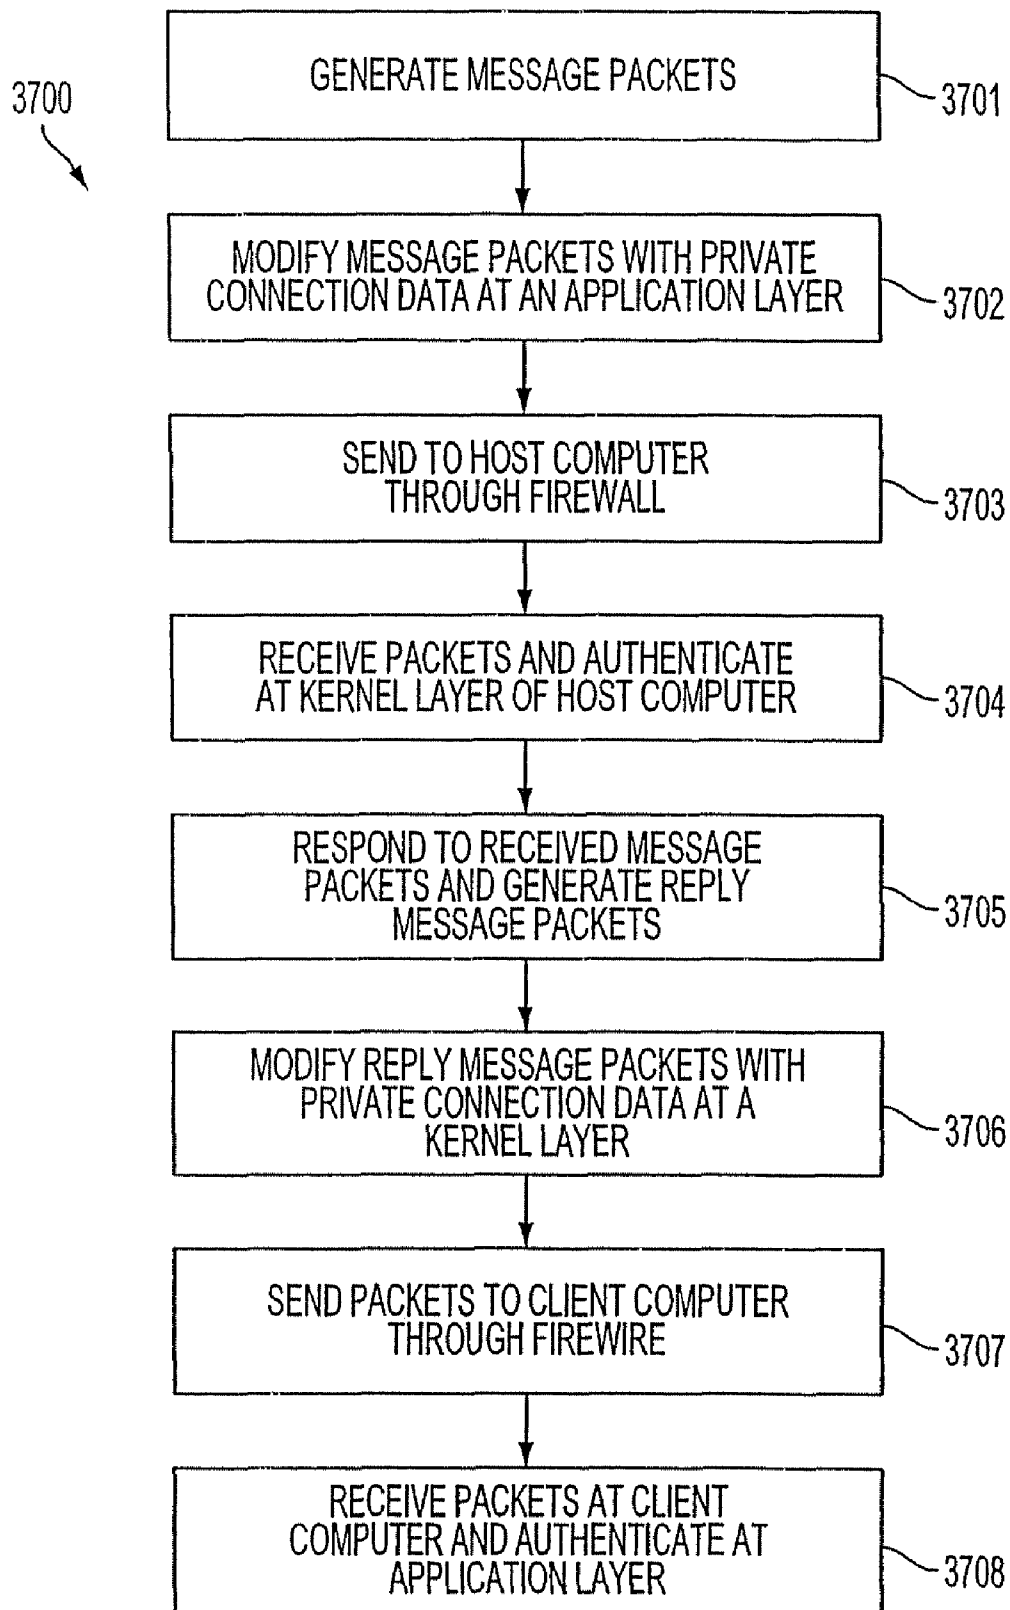 GENERATE MESSAGE PACKETS
3701
3700
MODIFY MESSAGE PACKETS WITH PRIVATE
CONNECTION DATA AT AN APPLICATION LAYER
3702
SEND TO HOST COMPUTER
THROUGH FIREWALL
3703
RECEIVE PACKETS AND AUTHENTICATE
AT KERNEL LAYER OF HOST COMPUTER
3704
RESPOND TO RECEIVED MESSAGE
PACKETS AND GENERATE REPLY
MESSAGE PACKETS
3705
MODIFY REPLY MESSAGE PACKETS WITH
PRIVATE CONNECTION DATA AT A
KERNEL LAYER
3706
SEND PACKETS TO CLIENT COMPUTER
THROUGH FIREWIRE
3707
RECEIVE PACKETS AT CLIENT
COMPUTER AND AUTHENTICATE AT
APPLICATION LAYER
3708